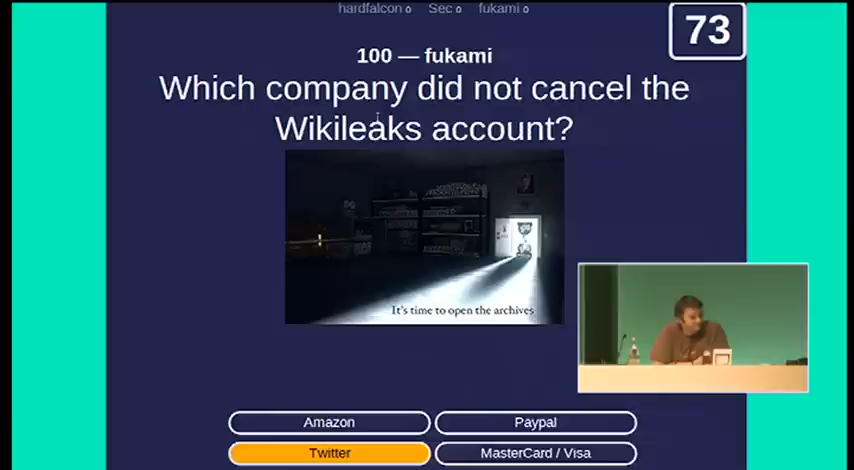 hardfalcon 0 Sec 0 fukami 0
73
100 — fukami
Which company did not cancel the
Wikileaks account?
It's time to open the archives
Amazon
Paypal
Twitter
MasterCard / Visa